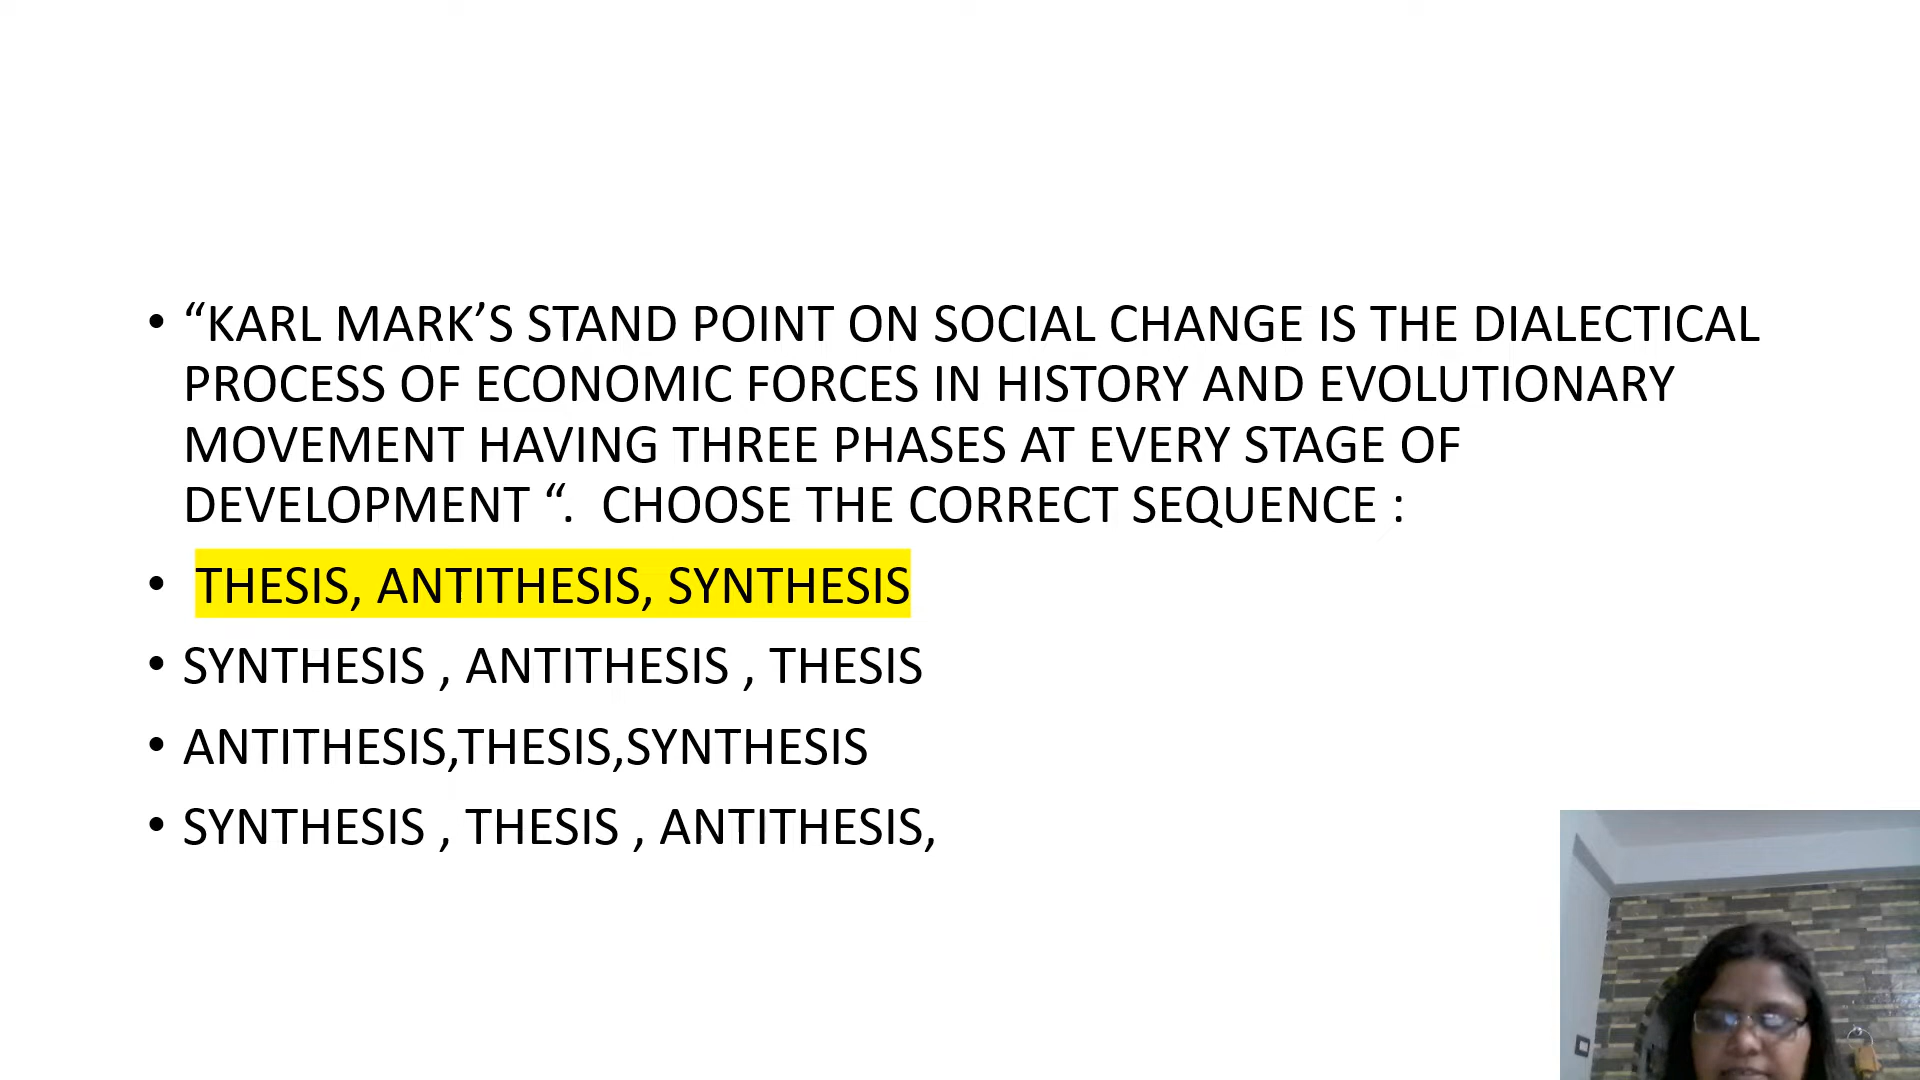 • “KARL MARK’S STAND POINT ON SOCIAL CHANGE IS THE DIALECTICAL
PROCESS OF ECONOMIC FORCES IN HISTORY AND EVOLUTIONARY
MOVEMENT HAVING THREE PHASES AT EVERY STAGE OF
DEVELOPMENT “.  CHOOSE THE CORRECT SEQUENCE :
• THESIS, ANTITHESIS, SYNTHESIS
• SYNTHESIS , ANTITHESIS , THESIS
• ANTITHESIS,THESIS,SYNTHESIS
• SYNTHESIS , THESIS , ANTITHESIS,